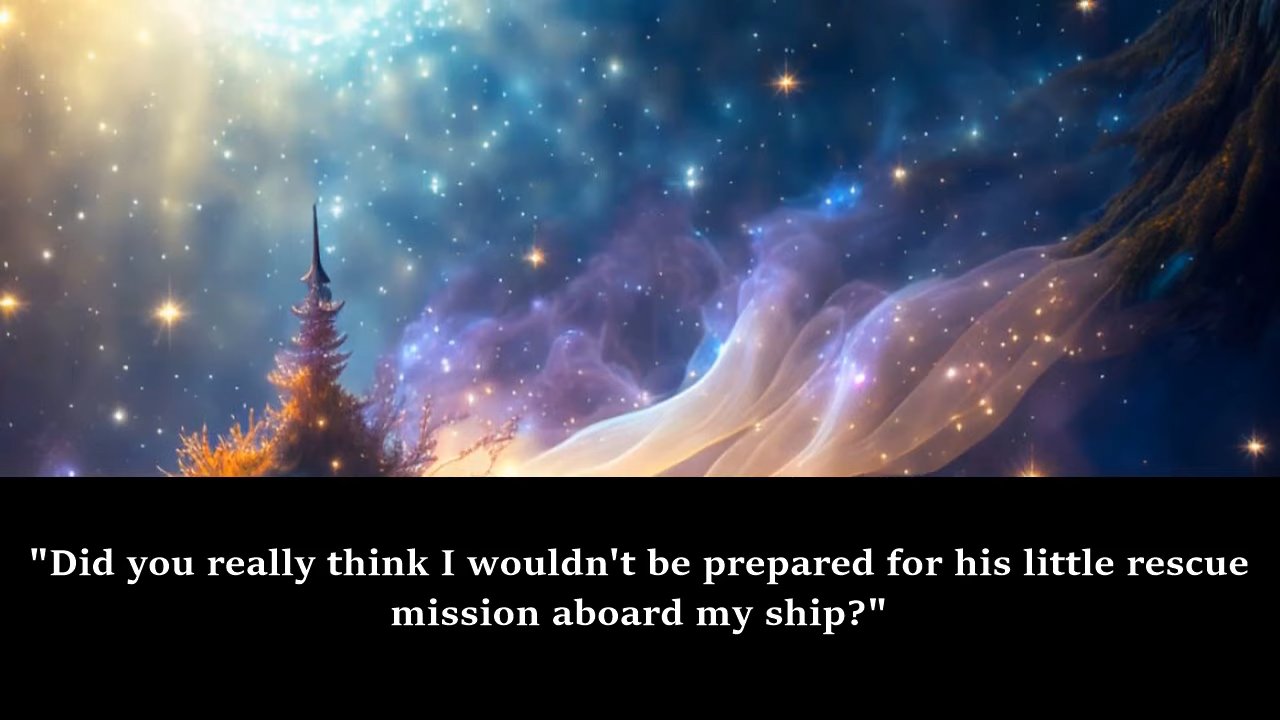 "Did you really think I wouldn't be prepared for his little rescue
mission aboard my ship?"